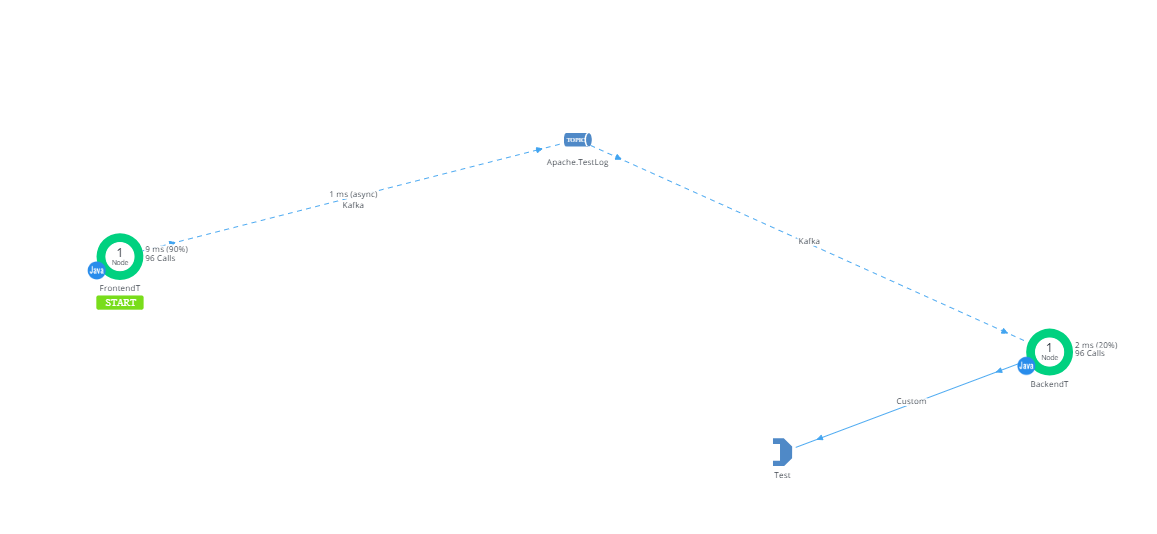 TOPIC
Apache.TestLog
1 ms (async)
Kafka
Kafka
1
Node
9 ms (90%)
96 Calls
Java
FrontendT
START
1
Node
2 ms (20%)
96 Calls
Java
BackendT
Custom
Test